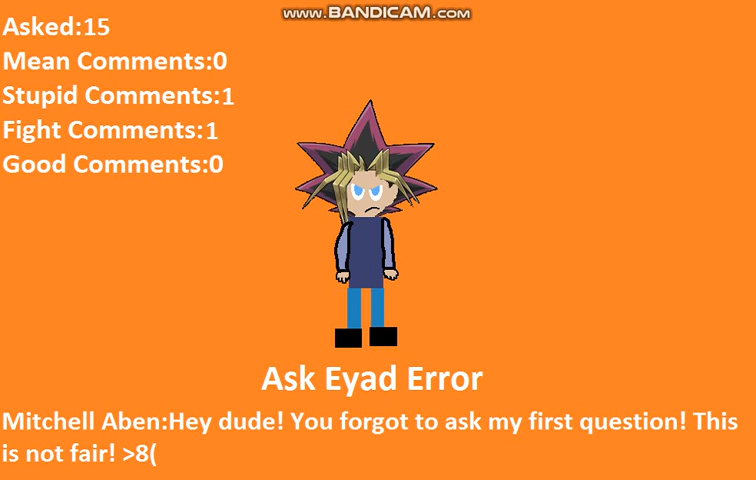 www.BANDICAM.com
Asked:15
Mean Comments:0
Stupid Comments:1
Fight Comments:1
Good Comments:0
Ask Eyad Error
Mitchell Aben:Hey dude! You forgot to ask my first question! This
is not fair! >8(